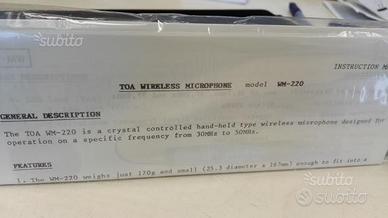 subito
INSTRUCTION M
TOA WIRELESS MICROPHONE model WM-220
GENERAL DESCRIPTION
The TOA WM-220 is a crystal controlled hand-held type wireless microphone designed for
operation on a specific frequency from 30MHz to 50MHz.
FEATURES
1. The WM-220 weighs just 170g and small (25.3 diameter x 167mm) enough to fit into a
subito